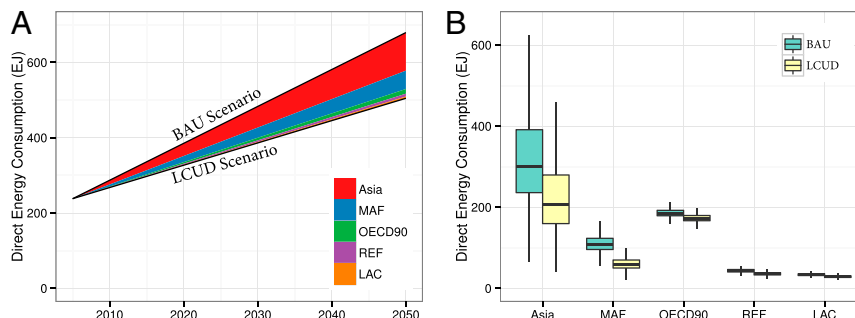 A
Direct Energy Consumption (EJ)
600
400
200
0
BAU Scenario
LCUD Scenario
Asia
MAF
OECD90
REF
LAC
2010
2020
2030
2040
2050
B
Direct Energy Consumption (EJ)
600
400
200
0
BAU
LCUD
Asia
MAF
OECD90
REF
LAC